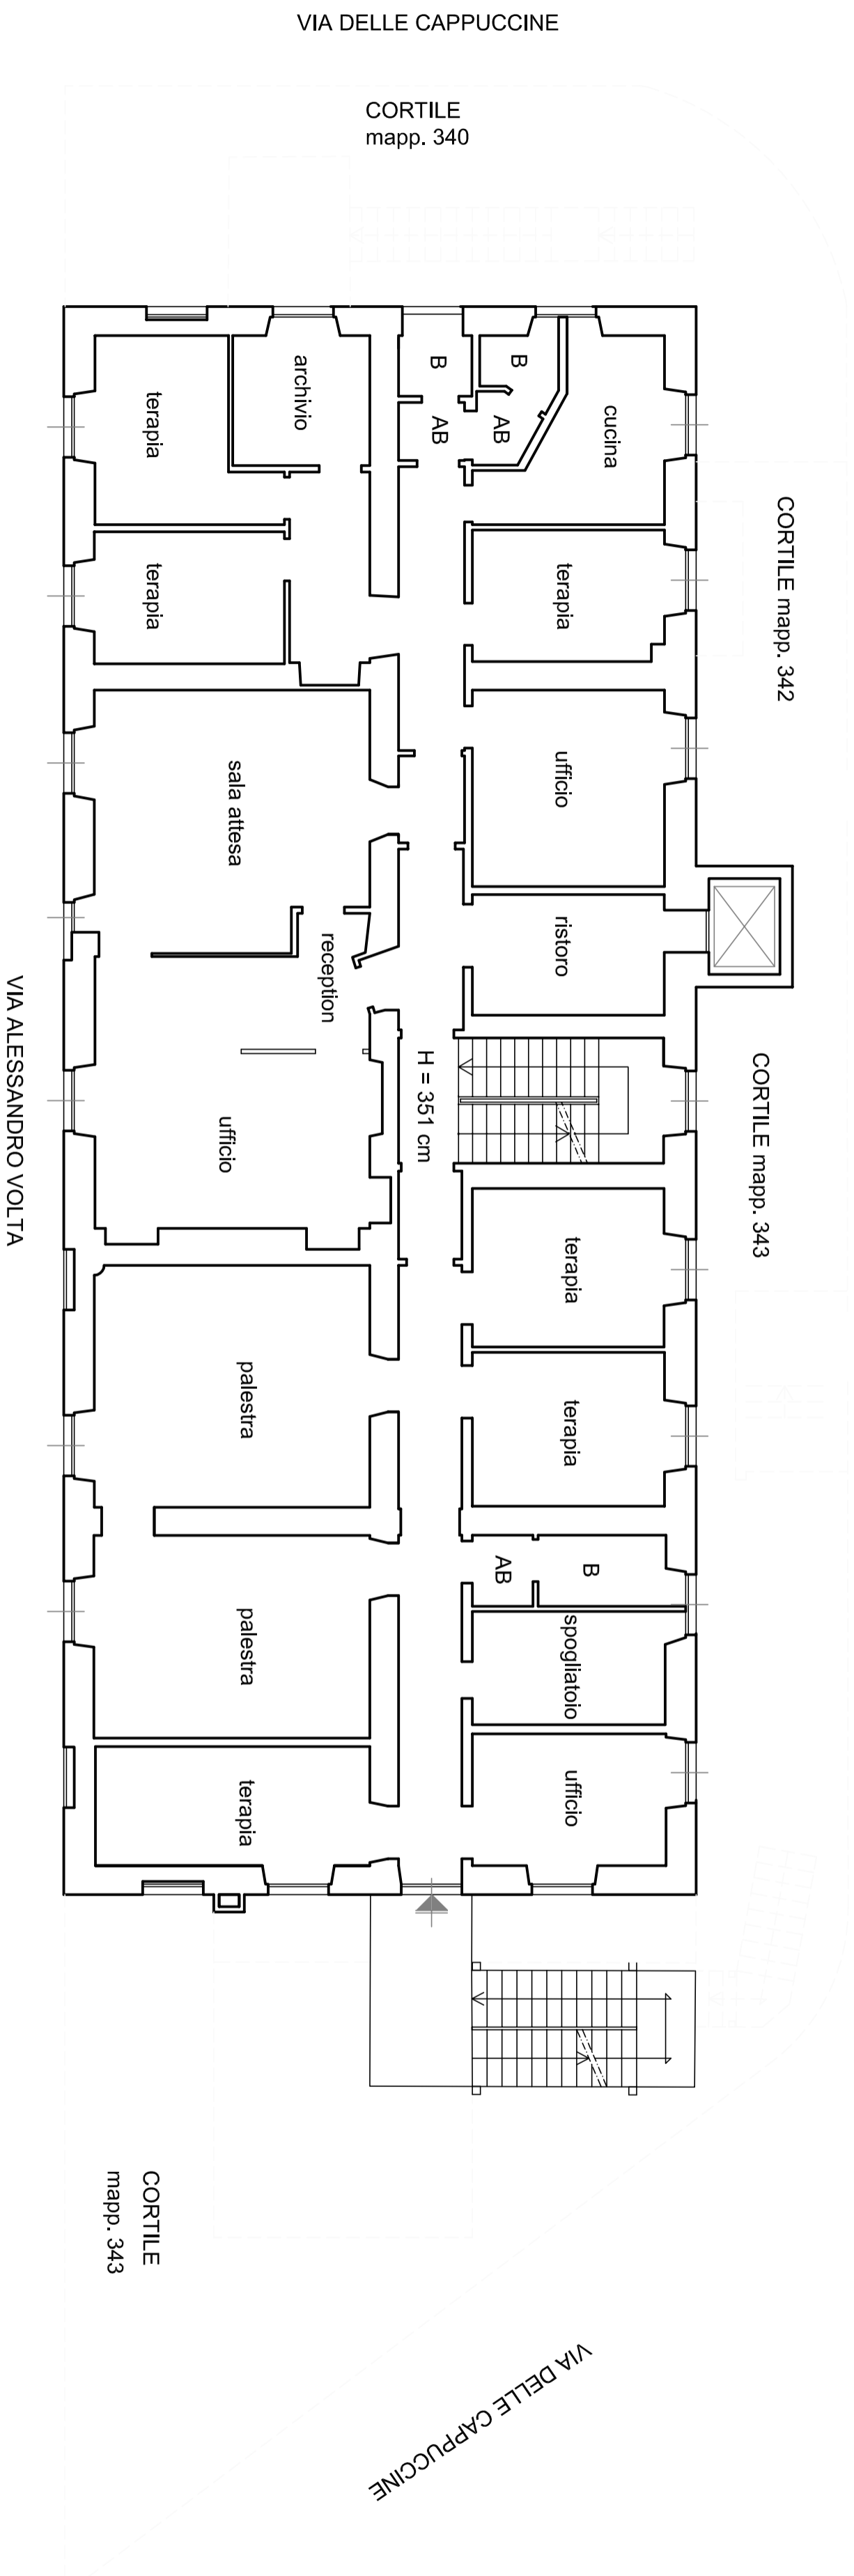 VIA DELLE CAPPUCCINE
CORTILE
mapp. 340
B
B
archivio
terapia
cucina
AB
AB
CORTILE mapp. 342
terapia
terapia
ufficio
sala attesa
ristoro
reception
VIA ALESSANDRO VOLTA
H = 351 cm
CORTILE mapp. 343
ufficio
terapia
palestra
terapia
AB
B
palestra
spogliatoio
terapia
ufficio
CORTILE
mapp. 343
VIA DELLE CAPPUCCINE